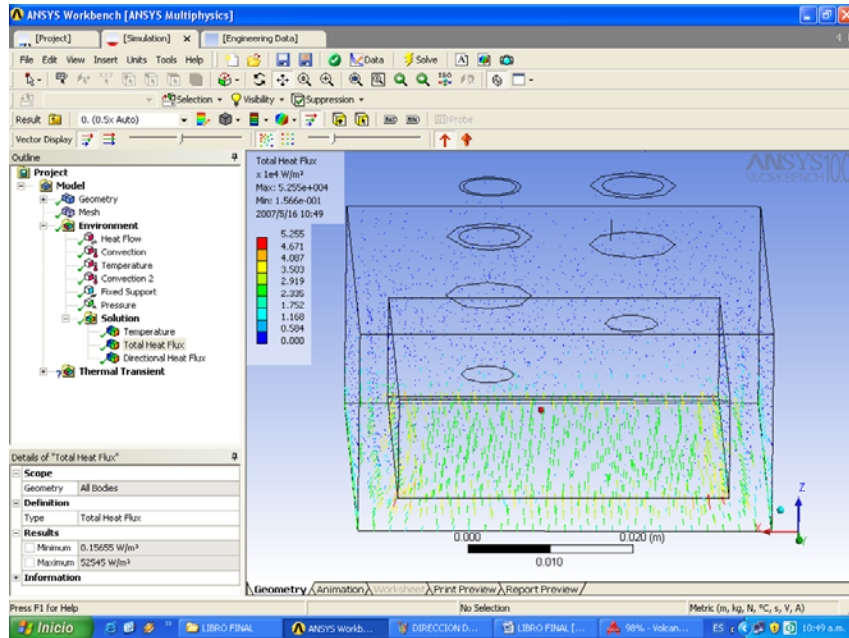 ANSYS Workbench [ANSYS Multiphysics]
[Project] [Simulation] [Engineering Data]
File Edit View Insert Units Tools Help Data Solve
Selection Visibility Suppression
Result 0. (0.5x Auto) Probe
Vector Display
Outline
Project
Model
Geometry
Mesh
Environment
Heat Flow
Convection
Temperature
Convection 2
Fixed Support
Pressure
Solution
Temperature
Total Heat Flux
Directional Heat Flux
Thermal Transient
Details of "Total Heat Flux"
Scope
Geometry All Bodies
Definition
Type Total Heat Flux
Results
Minimum 0.15655 W/m²
Maximum 52545 W/m²
Information
Total Heat Flux
x 1e4 W/m²
Max: 5.255e+004
Min: 1.566e-001
2007/5/16 10:49
5.255
4.671
4.087
3.503
2.919
2.335
1.752
1.168
0.584
0.000
ANSYS 10.0
WORKBENCH
0.000 0.020 (m)
0.010
Z
X
Y
Geometry Animation Worksheet Print Preview Report Preview
Press F1 for Help No Selection Metric (m, kg, N, °C, s, V, A)
Inicio LIBRO FINAL ANSYS Workb... DIRECCION D... LIBRO FINAL [... 98% - Volcan... ES 10:49 a.m.